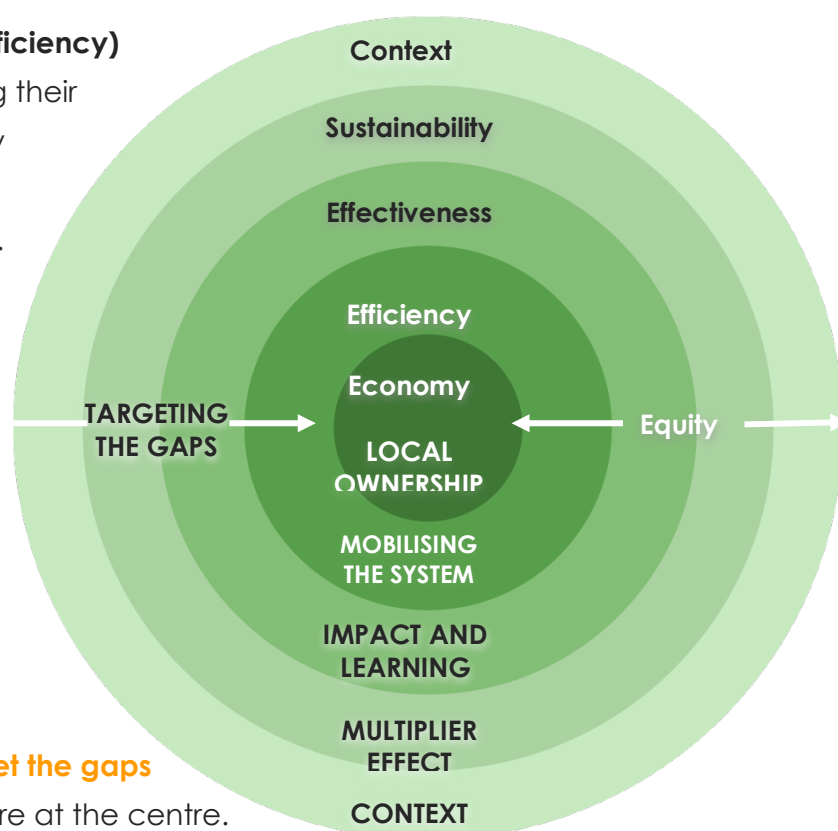 ficiency)
g their
.
Context
Sustainability
Effectiveness
Efficiency
Economy
TARGETING
THE GAPS
Equity
LOCAL
OWNERSHIP
MOBILISING
THE SYSTEM
IMPACT AND
LEARNING
MULTIPLIER
EFFECT
CONTEXT
et the gaps
re at the centre.